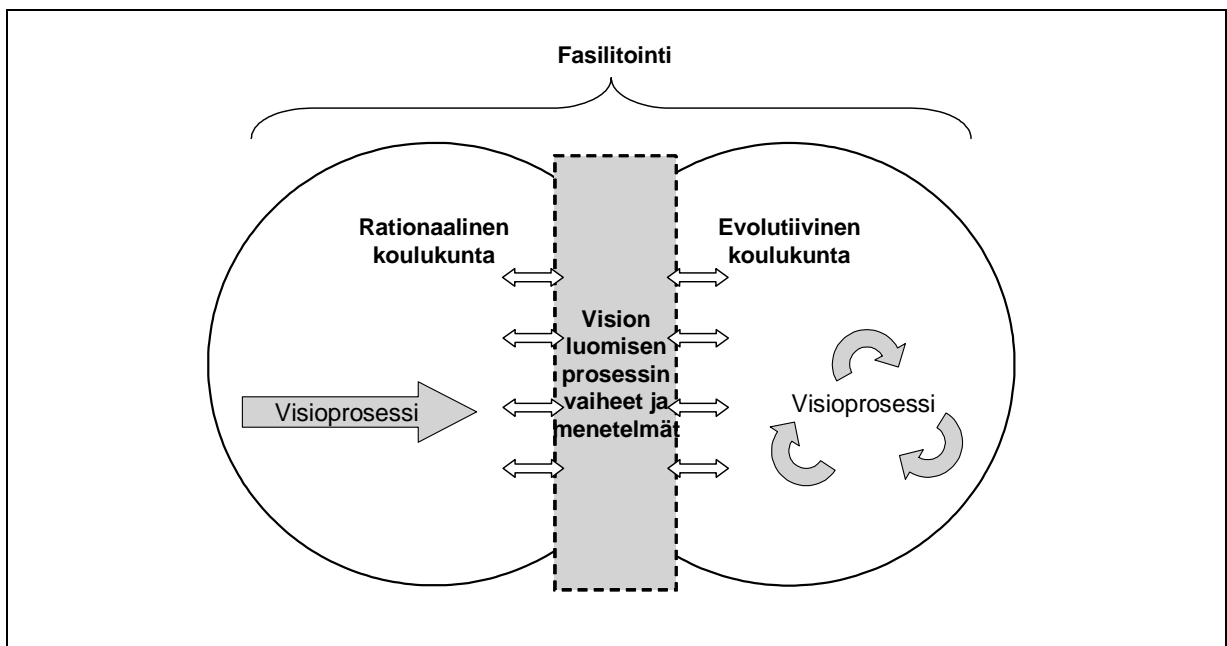 Fasilitointi
Rationaalinen
koulukunta
Evolutiivinen
koulukunta
Vision
luomisen
prosessin
vaiheet ja
menetelmät
Visioprosessi
Visioprosessi